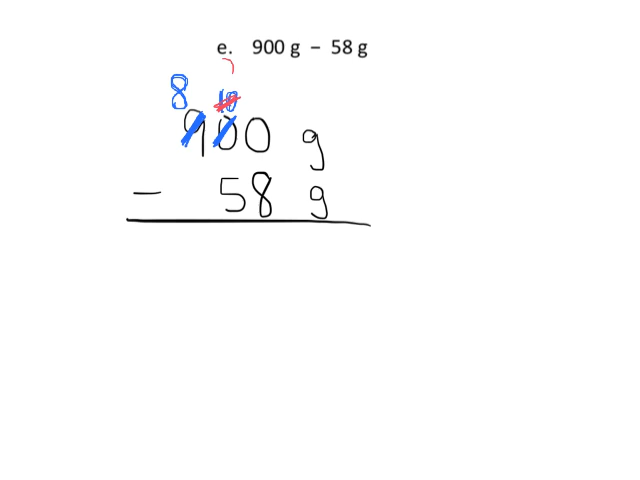 e. 900 g – 58 g
8 10
900 g
– 58 g